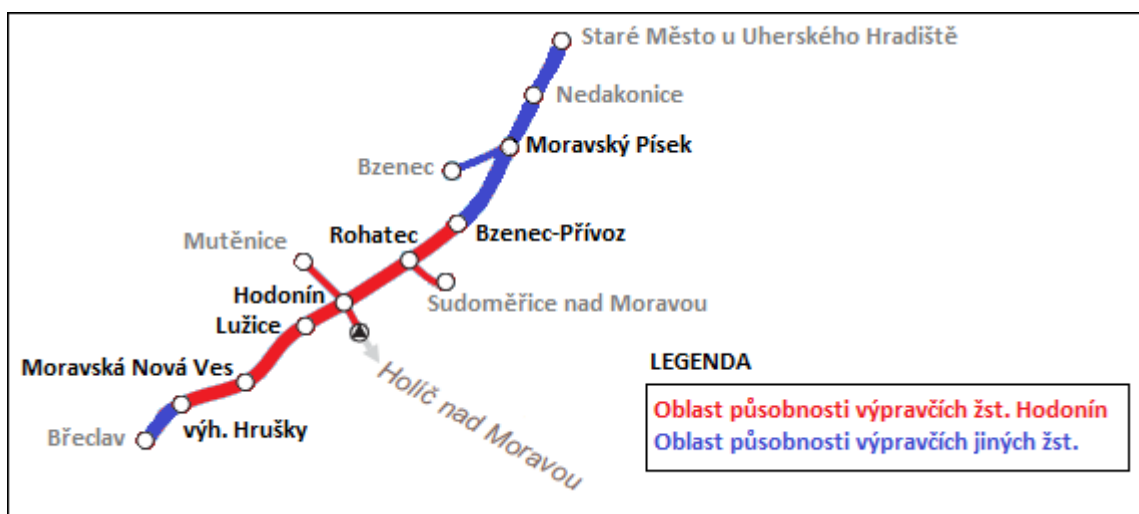 Staré Město u Uherského Hradiště
Nedakonice
Moravský Písek
Bzenec
Rohatec
Bzenec-Přívoz
Mutěnice
Hodonín
Sudoměřice nad Moravou
Lužice
Moravská Nová Ves
Holíč nad Moravou
výh. Hrušky
Břeclav
LEGENDA
Oblast působnosti výpravčích žst. Hodonín
Oblast působnosti výpravčích jiných žst.